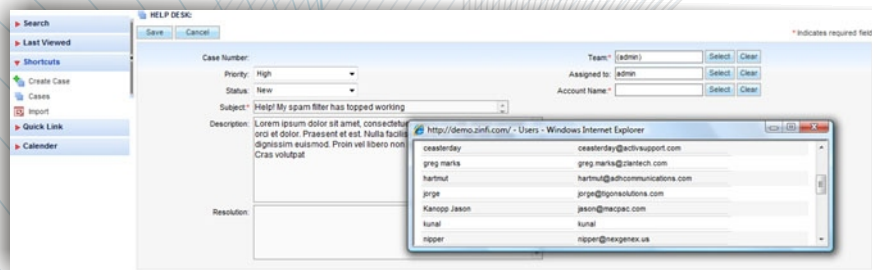 HELP DESK:
Search
Last Viewed
Shortcuts
Create Case
Cases
Import
Quick Link
Calender
Save Cancel
* Indicates required field
Case Number:
Priority: High
Status: New
Subject:* Help! My spam filter has topped working
Description: Lorem ipsum dolor sit amet, consectetue
orci et dolor. Praesent et est. Nulla facilis
dignissim euismod. Proin vel libero non
Cras volutpat
Resolution:
Team:* (admin) Select Clear
Assigned to: admin Select Clear
Account Name:* Select Clear
http://demo.zinfi.com/ - Users - Windows Internet Explorer
ceasterday ceasterday@activsupport.com
greg marks greg.marks@zlantech.com
hartmut hartmut@adhcommunications.com
jorge jorge@tigonsolutions.com
Kanopp Jason jason@macpac.com
kunal kunal
nipper nipper@nexgenex.us